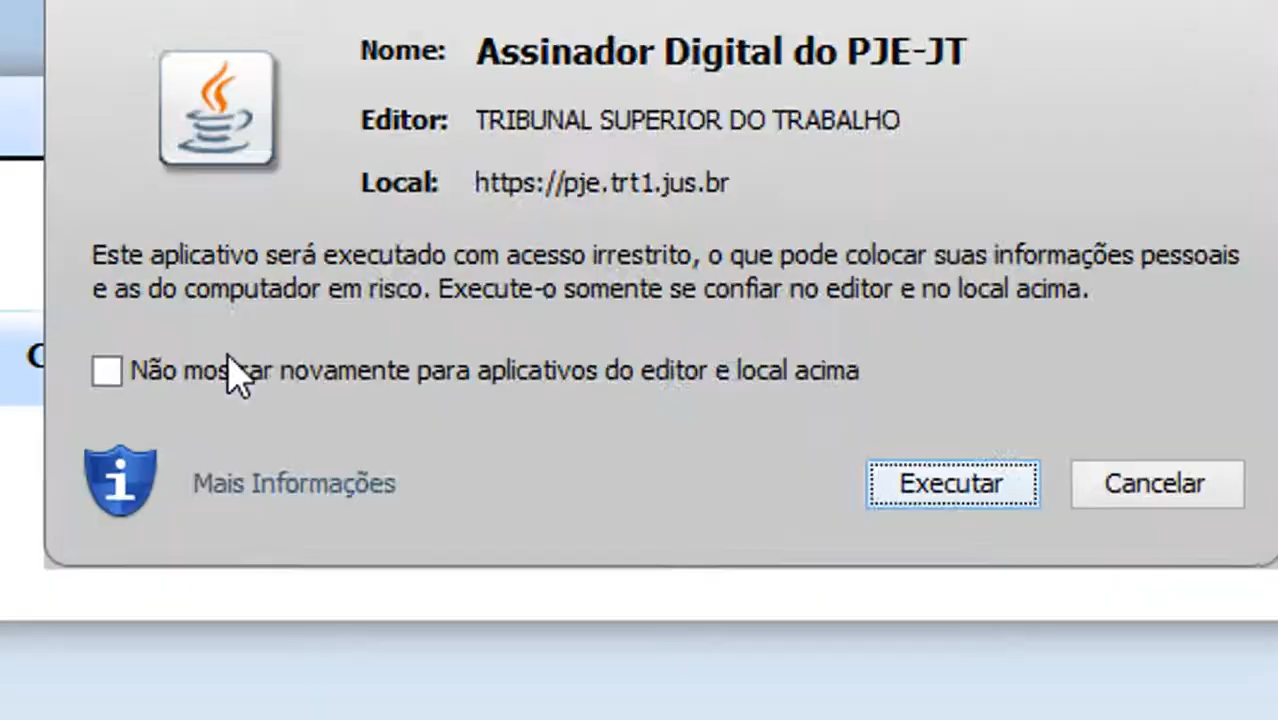 Nome: Assinador Digital do PJE-JT
Editor: TRIBUNAL SUPERIOR DO TRABALHO
Local: https://pje.trt1.jus.br
Este aplicativo será executado com acesso irrestrito, o que pode colocar suas informações pessoais
e as do computador em risco. Execute-o somente se confiar no editor e no local acima.
Não mostrar novamente para aplicativos do editor e local acima
Mais Informações
Executar
Cancelar